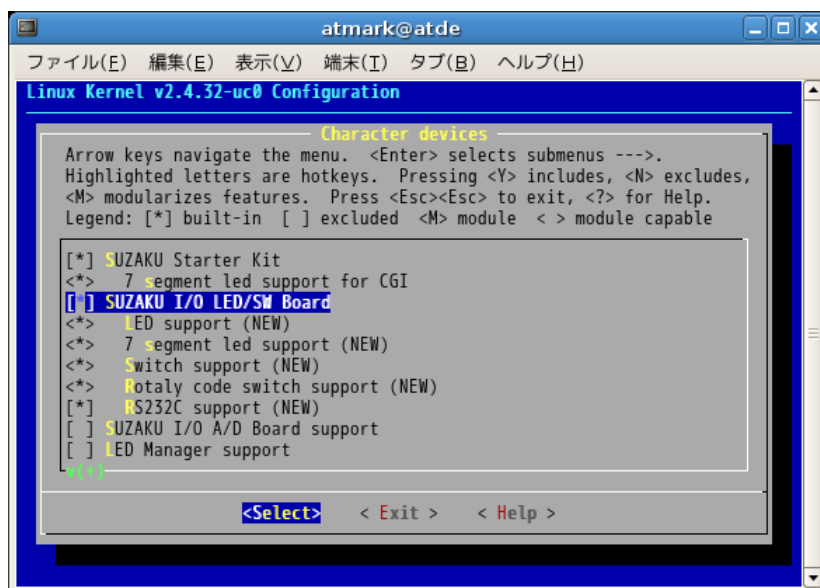 atmark@atde
ファイル(F) 編集(E) 表示(V) 端末(T) タブ(B) ヘルプ(H)
Linux Kernel v2.4.32-uc0 Configuration
Character devices
Arrow keys navigate the menu. <Enter> selects submenus --->.
Highlighted letters are hotkeys. Pressing <Y> includes, <N> excludes,
<M> modularizes features. Press <Esc><Esc> to exit, <?> for Help.
Legend: [*] built-in [ ] excluded <M> module < > module capable
[*] SUZAKU Starter Kit
<*> 7 segment led support for CGI
[*] SUZAKU I/O LED/SW Board
<*> LED support (NEW)
<*> 7 segment led support (NEW)
<*> Switch support (NEW)
<*> Rotaly code switch support (NEW)
[*] RS232C support (NEW)
[ ] SUZAKU I/O A/D Board support
[ ] LED Manager support
v(+)
<Select> < Exit > < Help >